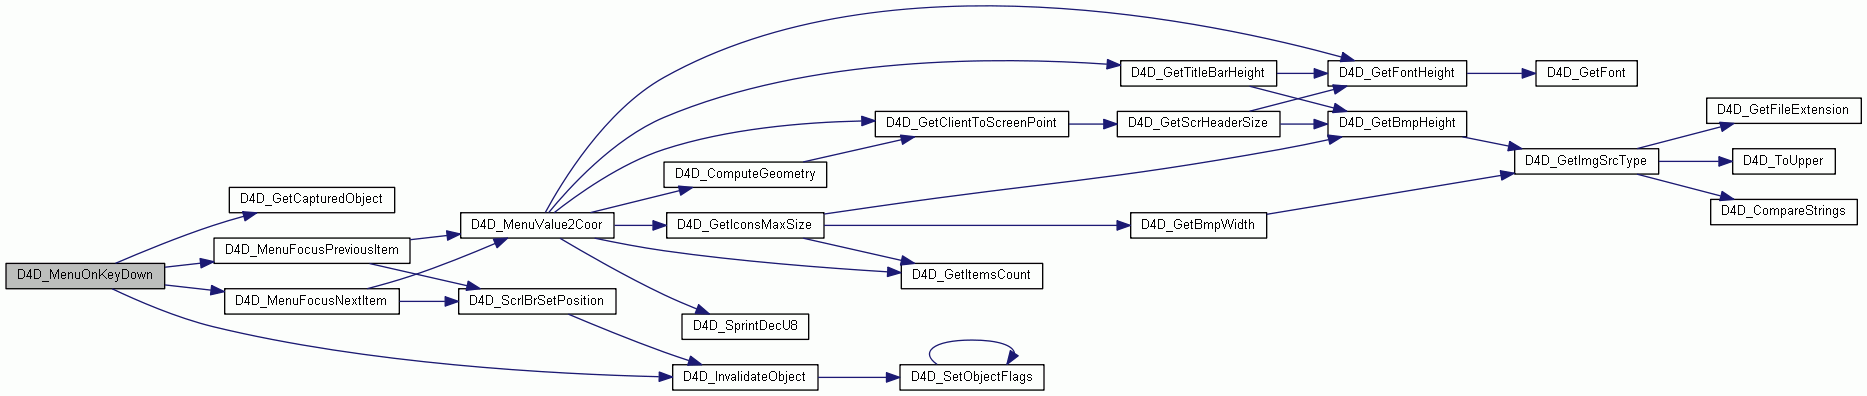 D4D_MenuOnKeyDown
D4D_GetCapturedObject
D4D_MenuFocusPreviousItem
D4D_MenuFocusNextItem
D4D_MenuValue2Coor
D4D_ScrlBrSetPosition
D4D_ComputeGeometry
D4D_GetIconsMaxSize
D4D_SprintDecU8
D4D_InvalidateObject
D4D_GetClientToScreenPoint
D4D_GetItemsCount
D4D_SetObjectFlags
D4D_GetTitleBarHeight
D4D_GetScrHeaderSize
D4D_GetBmpWidth
D4D_GetFontHeight
D4D_GetBmpHeight
D4D_GetFont
D4D_GetImgSrcType
D4D_GetFileExtension
D4D_ToUpper
D4D_CompareStrings